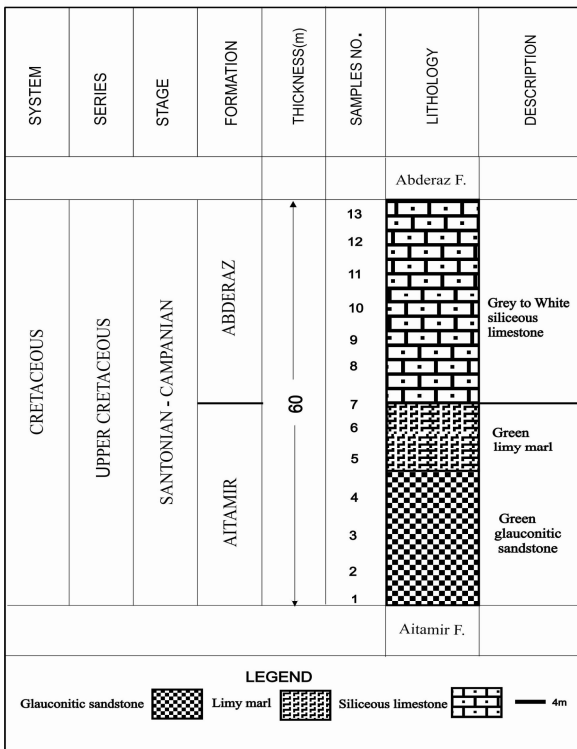 SYSTEM
SERIES
STAGE
FORMATION
THICKNESS(m)
SAMPLES NO.
LITHOLOGY
DESCRIPTION
Abderaz F.
CRETACEOUS
UPPER CRETACEOUS
SANTONIAN - CAMPANIAN
ABDERAZ
AITAMIR
60
13
12
11
10
9
8
7
6
5
4
3
2
1
Grey to White
siliceous
limestone
Green
limy marl
Green
glauconitic
sandstone
Aitamir F.
LEGEND
Glauconitic sandstone
Limy marl
Siliceous limestone
4m